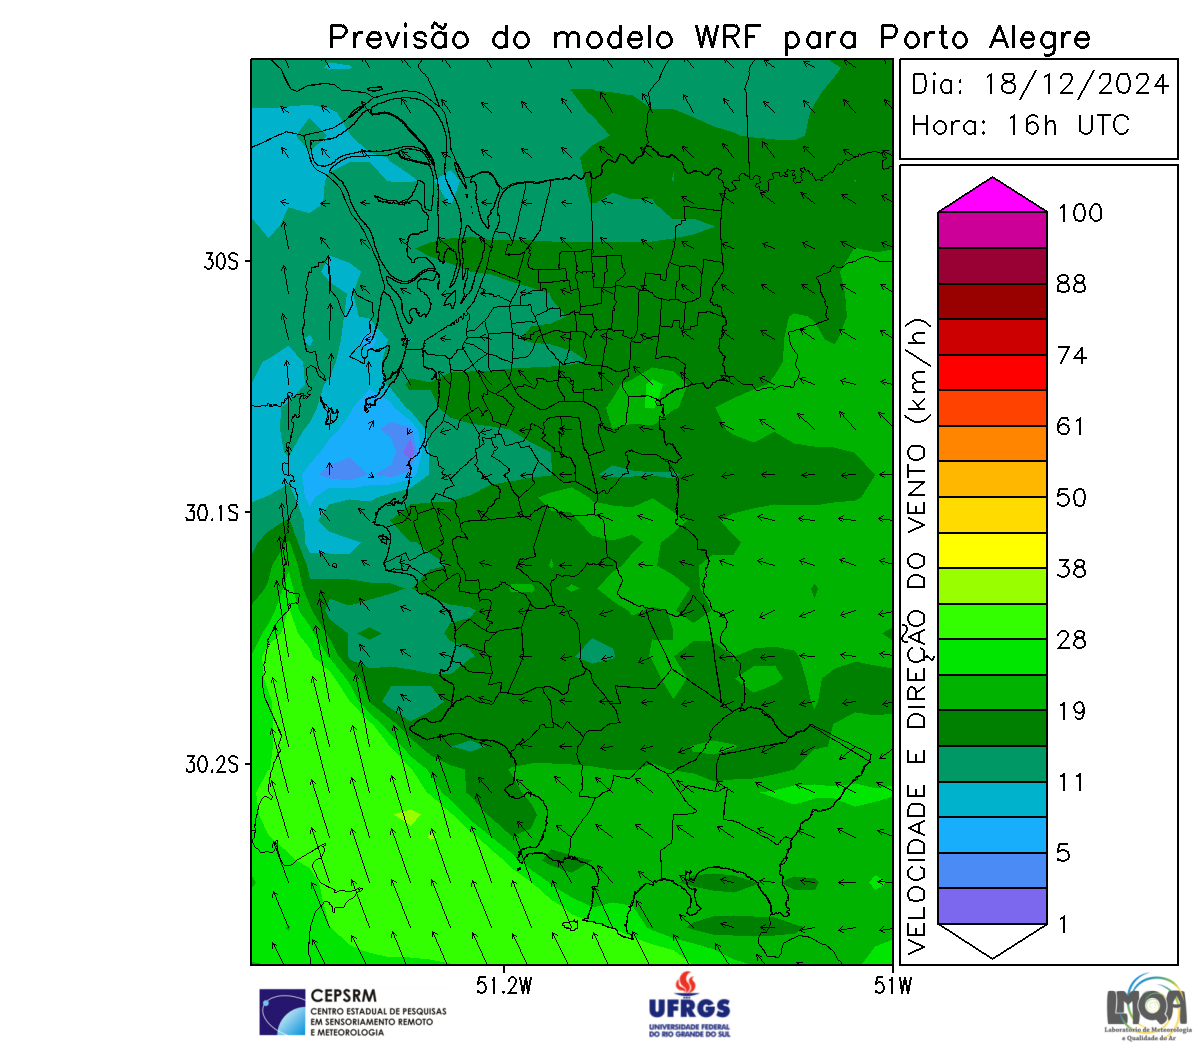 Previsão do modelo WRF para Porto Alegre
Dia: 18/12/2024
Hora: 16h UTC
30S
30.1S
30.2S
51.2W
51W
VELOCIDADE E DIREÇÃO DO VENTO (km/h)
100
88
74
61
50
38
28
19
11
5
1
CEPSRM
CENTRO ESTADUAL DE PESQUISAS
EM SENSORIAMENTO REMOTO
E METEOROLOGIA
UFRGS
UNIVERSIDADE FEDERAL
DO RIO GRANDE DO SUL
LMQA
Laboratório de Meteorologia
e Qualidade do Ar